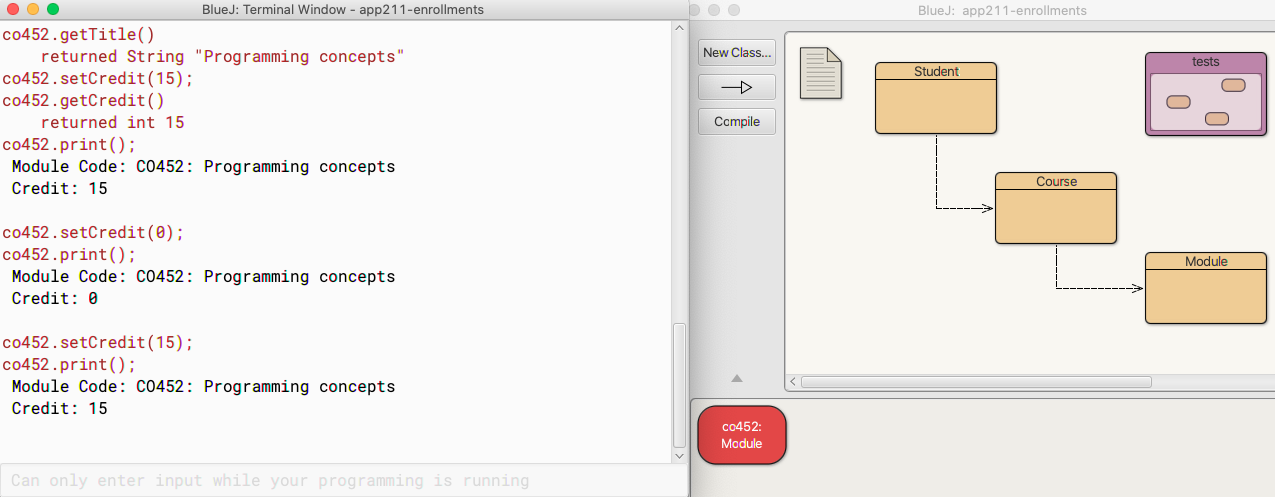 BlueJ: Terminal Window - app211-enrollments
co452.getTitle()
returned String "Programming concepts"
co452.setCredit(15);
co452.getCredit()
returned int 15
co452.print();
Module Code: CO452: Programming concepts
Credit: 15
co452.setCredit(0);
co452.print();
Module Code: CO452: Programming concepts
Credit: 0
co452.setCredit(15);
co452.print();
Module Code: CO452: Programming concepts
Credit: 15
Can only enter input while your programming is running
BlueJ: app211-enrollments
New Class...
Compile
Student
tests
Course
Module
co452:
Module